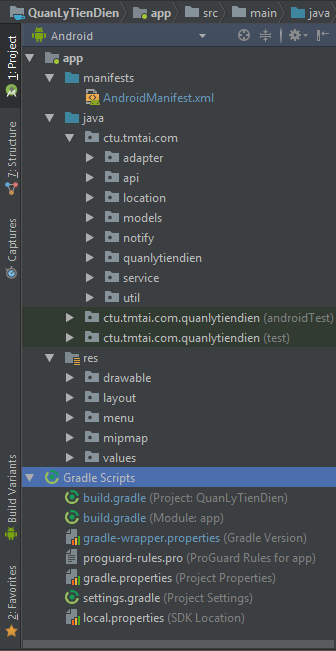 QuanLyTienDien app src main java
Android
app
manifests
AndroidManifest.xml
java
ctu.tmtai.com
adapter
api
location
models
notify
quanlytiendien
service
util
ctu.tmtai.com.quanlytiendien (androidTest)
ctu.tmtai.com.quanlytiendien (test)
res
drawable
layout
menu
mipmap
values
Gradle Scripts
build.gradle (Project: QuanLyTienDien)
build.gradle (Module: app)
gradle-wrapper.properties (Gradle Version)
proguard-rules.pro (ProGuard Rules for app)
gradle.properties (Project Properties)
settings.gradle (Project Settings)
local.properties (SDK Location)
1: Project
7: Structure
Captures
Build Variants
2: Favorites